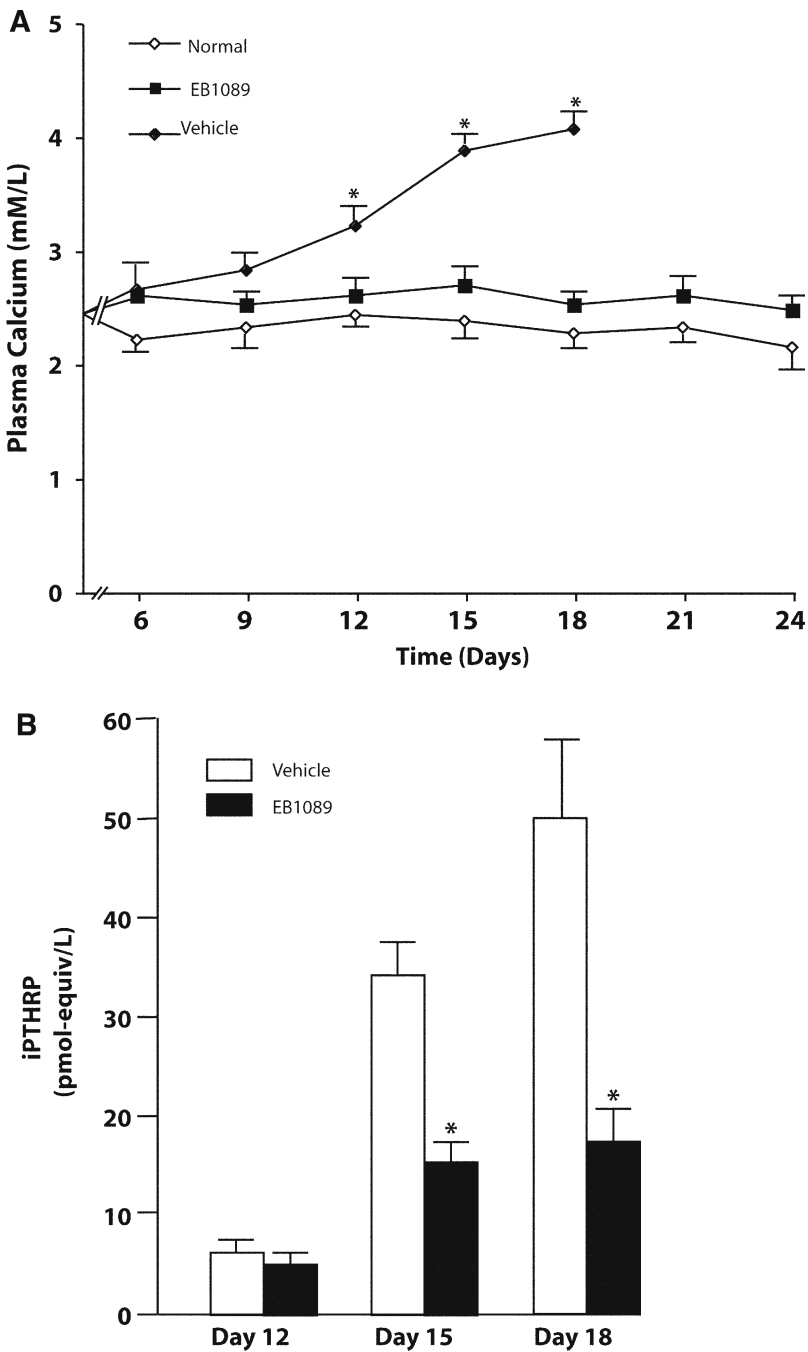 A
5
4
3
2
1
0
Plasma Calcium (mM/L)
Normal
EB1089
Vehicle
*
*
*
6 9 12 15 18 21 24
Time (Days)
B
60
50
40
30
20
10
0
iPTHRP
(pmol-equiv/L)
Vehicle
EB1089
*
*
Day 12 Day 15 Day 18